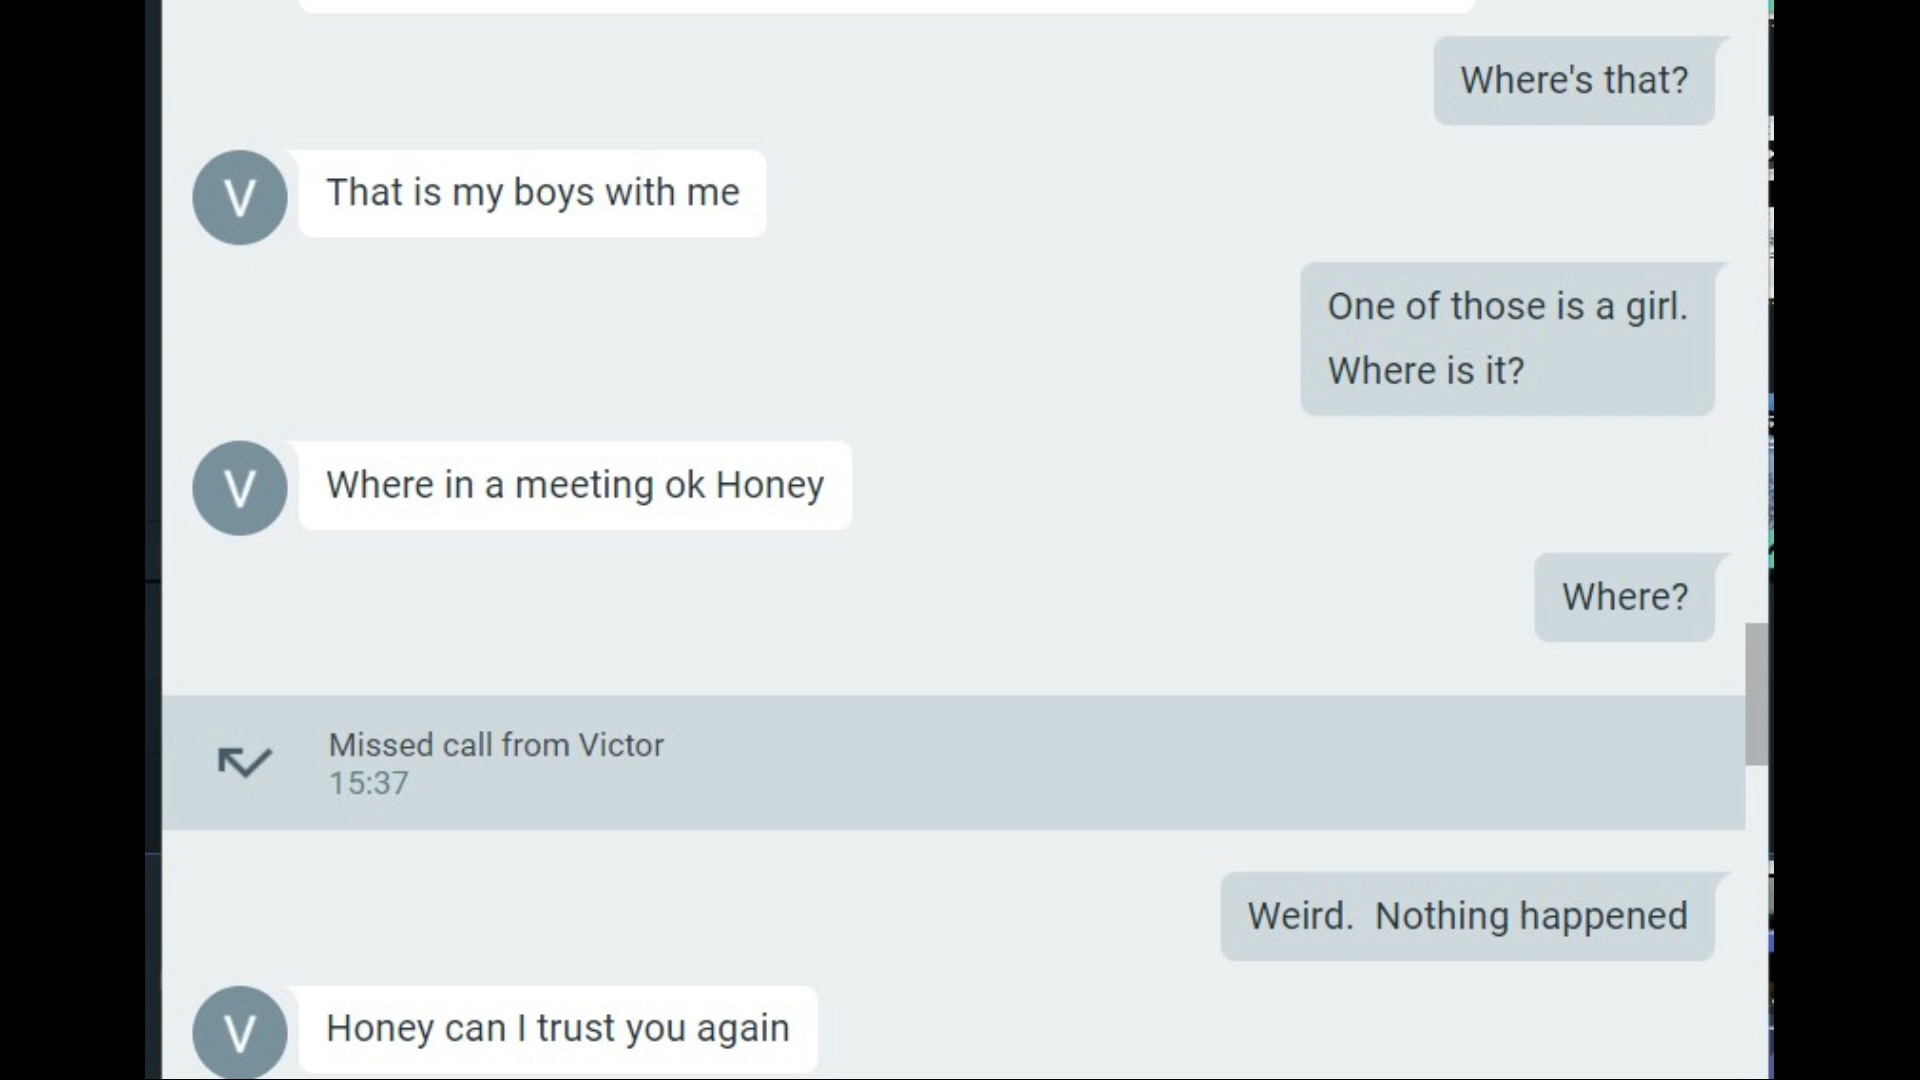 Where's that?
V
That is my boys with me
One of those is a girl.
Where is it?
V
Where in a meeting ok Honey
Where?
Missed call from Victor
15:37
Weird.  Nothing happened
V
Honey can I trust you again